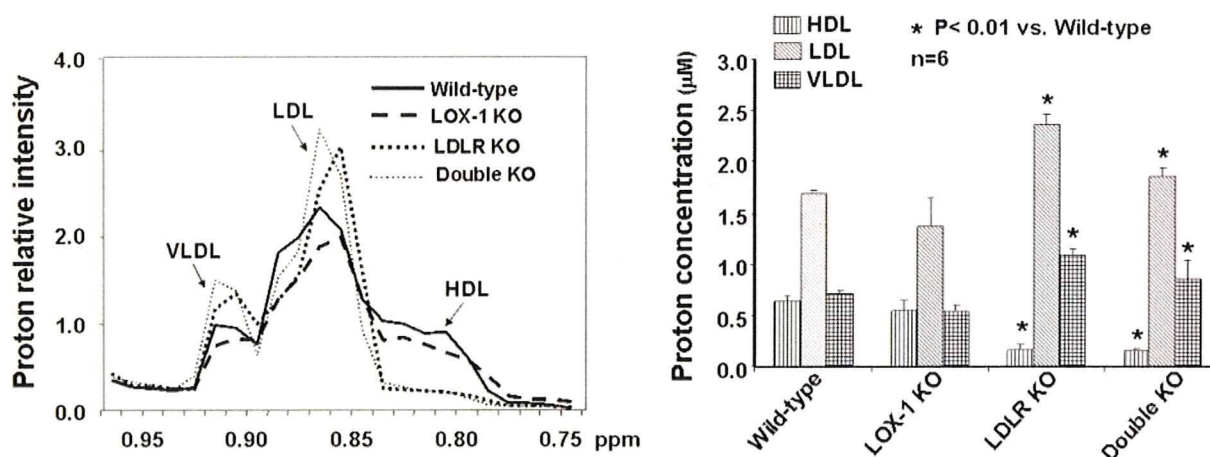 Proton relative intensity
4.0
3.0
2.0
1.0
0.0
0.95 0.90 0.85 0.80 0.75 ppm
VLDL
LDL
HDL
Wild-type
LOX-1 KO
LDLR KO
Double KO
HDL
LDL
VLDL
* P< 0.01 vs. Wild-type
n=6
Proton concentration (μM)
3.0
2.5
2.0
1.5
1.0
0.5
0.0
* * * * * *
Wild-type
LOX-1 KO
LDLR KO
Double KO